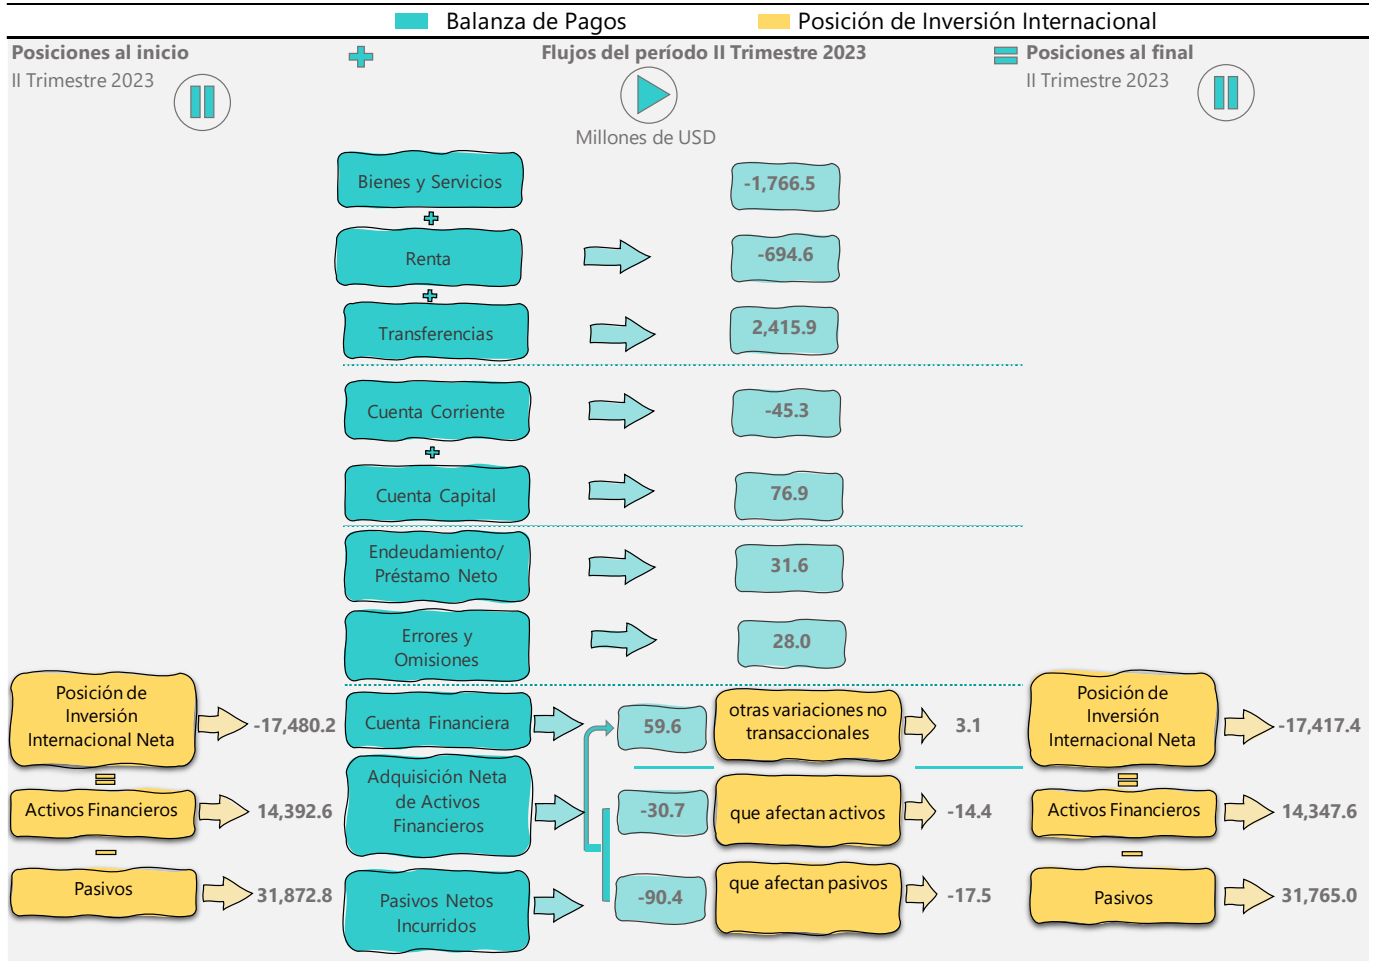 Balanza de Pagos
Posición de Inversión Internacional
Posiciones al inicio
II Trimestre 2023
Flujos del período II Trimestre 2023
Millones de USD
Posiciones al final
II Trimestre 2023
Bienes y Servicios
-1,766.5
Renta
-694.6
Transferencias
2,415.9
Cuenta Corriente
-45.3
Cuenta Capital
76.9
Endeudamiento/
Préstamo Neto
31.6
Errores y
Omisiones
28.0
Posición de
Inversión
Internacional Neta
-17,480.2
Cuenta Financiera
59.6
otras variaciones no
transaccionales
3.1
Posición de
Inversión
Internacional Neta
-17,417.4
Activos Financieros
14,392.6
Adquisición Neta
de Activos
Financieros
-30.7
que afectan activos
-14.4
Activos Financieros
14,347.6
Pasivos
31,872.8
Pasivos Netos
Incurridos
-90.4
que afectan pasivos
-17.5
Pasivos
31,765.0